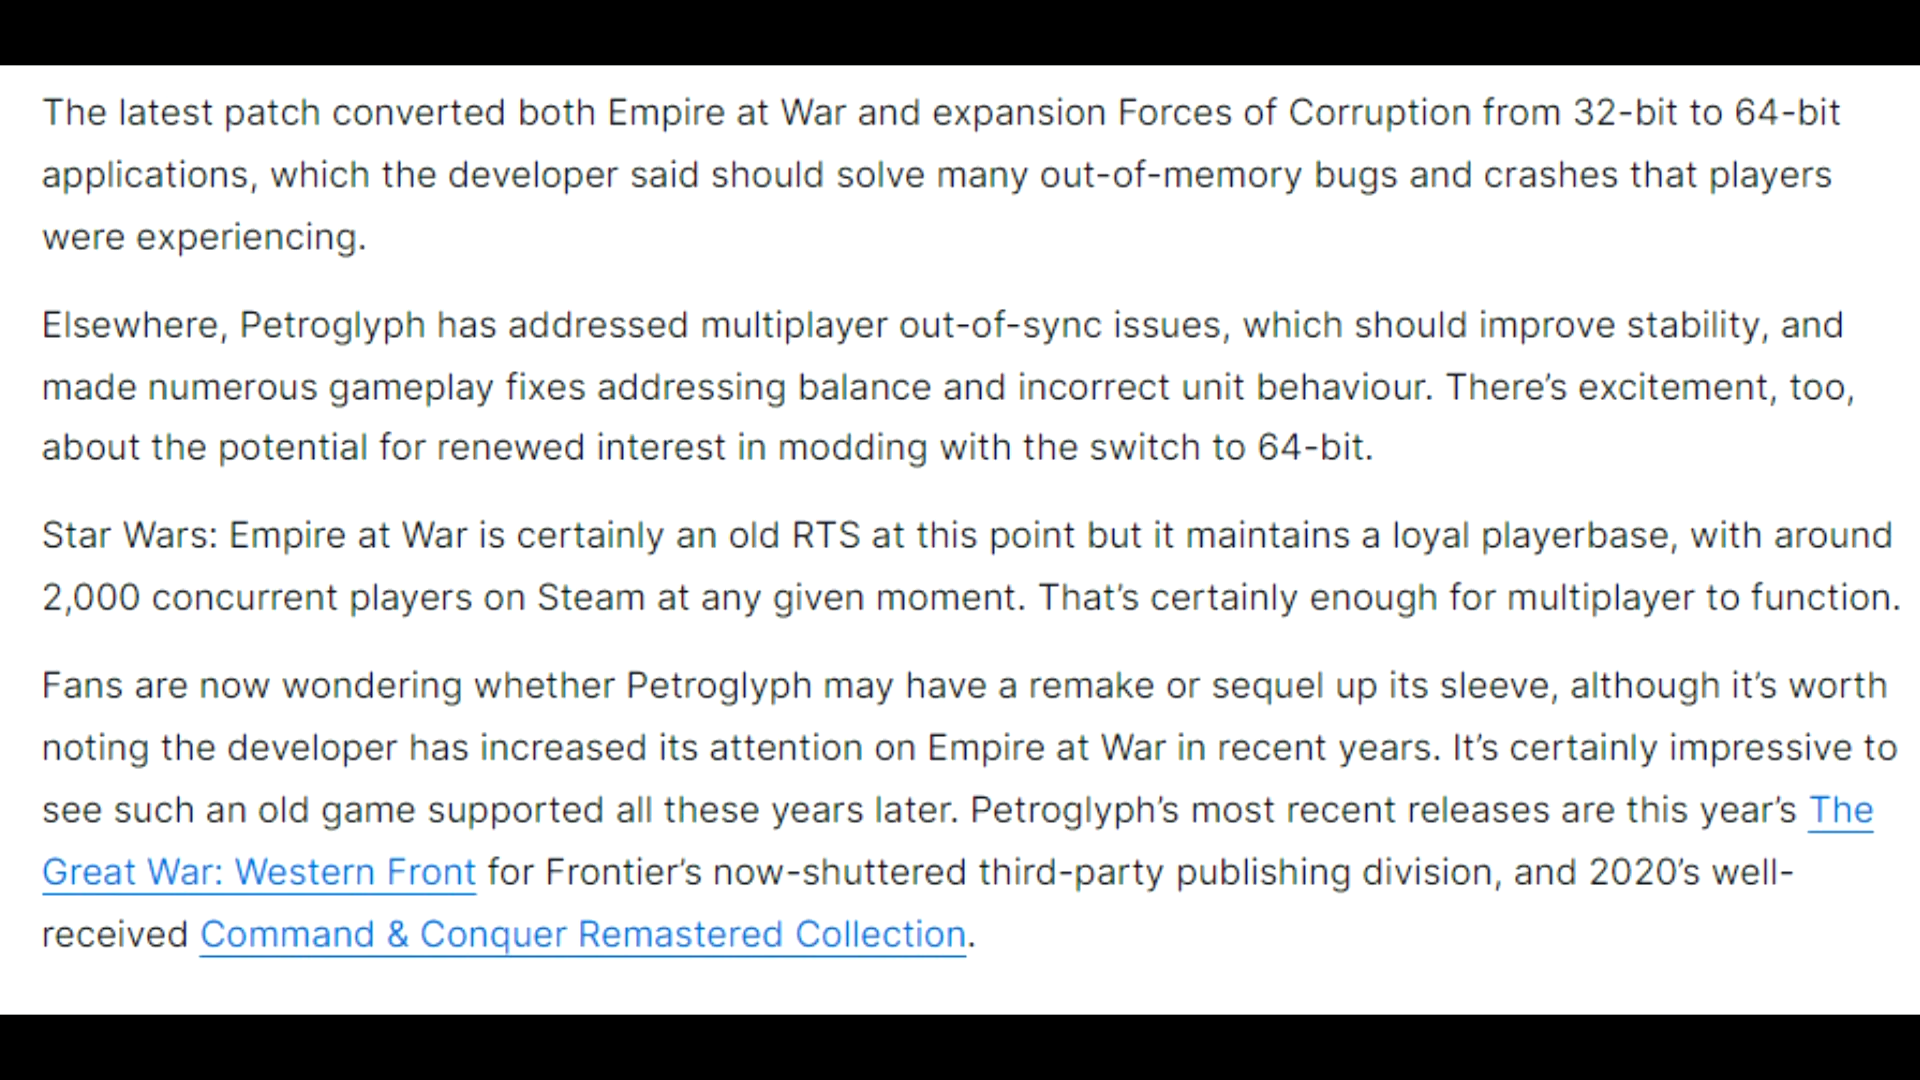 The latest patch converted both Empire at War and expansion Forces of Corruption from 32-bit to 64-bit
applications, which the developer said should solve many out-of-memory bugs and crashes that players
were experiencing.
Elsewhere, Petroglyph has addressed multiplayer out-of-sync issues, which should improve stability, and
made numerous gameplay fixes addressing balance and incorrect unit behaviour. There’s excitement, too,
about the potential for renewed interest in modding with the switch to 64-bit.
Star Wars: Empire at War is certainly an old RTS at this point but it maintains a loyal playerbase, with around
2,000 concurrent players on Steam at any given moment. That’s certainly enough for multiplayer to function.
Fans are now wondering whether Petroglyph may have a remake or sequel up its sleeve, although it’s worth
noting the developer has increased its attention on Empire at War in recent years. It’s certainly impressive to
see such an old game supported all these years later. Petroglyph’s most recent releases are this year’s The
Great War: Western Front for Frontier’s now-shuttered third-party publishing division, and 2020’s well-
received Command & Conquer Remastered Collection.